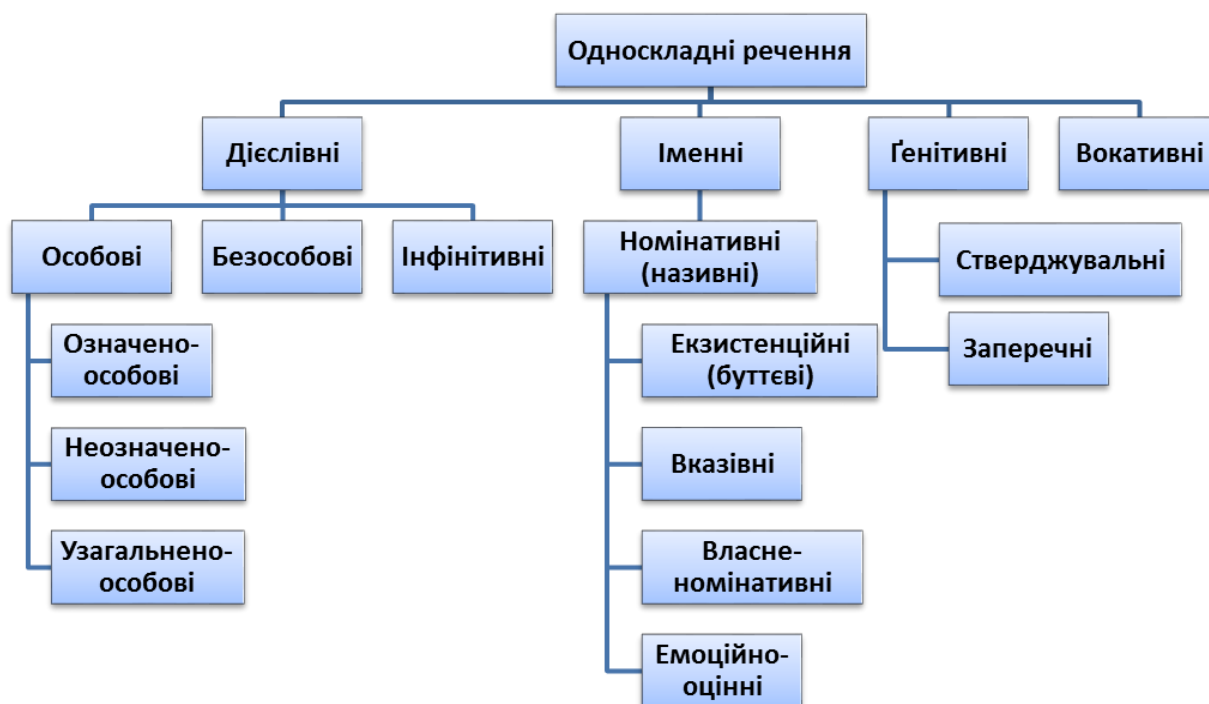 Односкладні речення
Дієслівні
Іменні
Ґенітивні
Вокативні
Особові
Безособові
Інфінітивні
Номінативні
(називні)
Стверджувальні
Заперечні
Означено-
особові
Неозначено-
особові
Узагальнено-
особові
Екзистенційні
(буттєві)
Вказівні
Власне-
номінативні
Емоційно-
оцінні